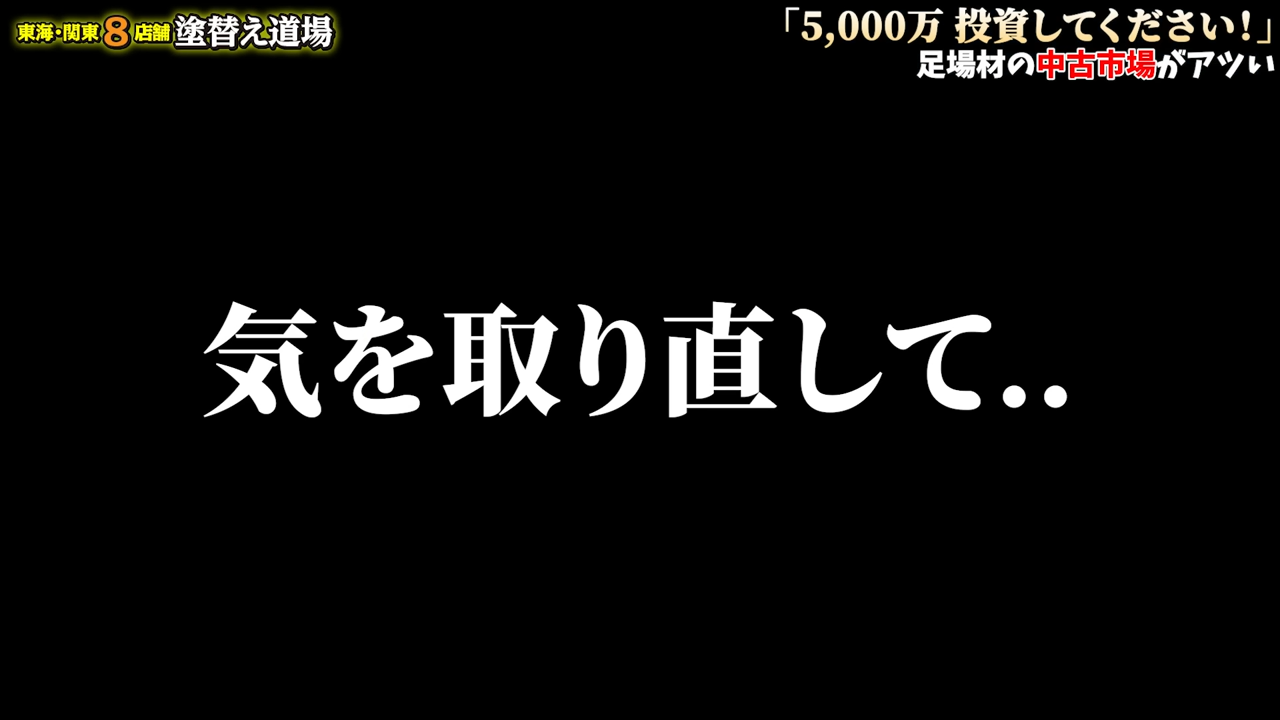 東海・関東8店舗 塗替え道場
「5,000万 投資してください!」
足場材の中古市場がアツい
気を取り直して..